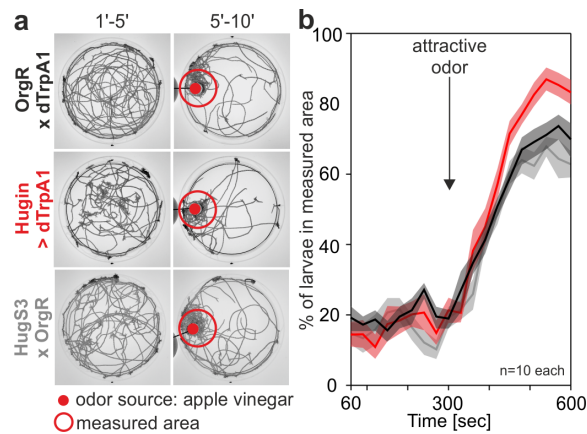 a
1'-5' 5'-10'
OrgR
x dTrpA1
Hugin
> dTrpA1
HugS3
x OrgR
odor source: apple vinegar
measured area
b
% of larvae in measured area
100
80
60
40
20
0
attractive
odor
n=10 each
60 300 600
Time [sec]